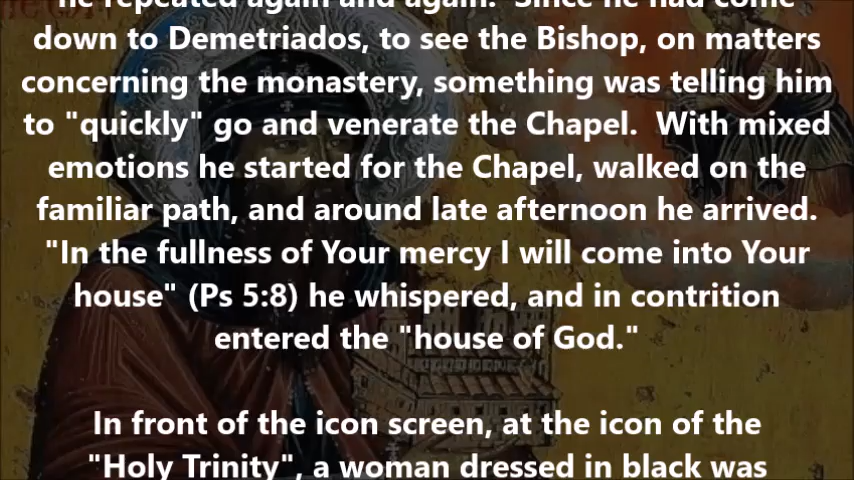 he repeated again and again.  Since he had come
down to Demetriados, to see the Bishop, on matters
concerning the monastery, something was telling him
to "quickly" go and venerate the Chapel.  With mixed
emotions he started for the Chapel, walked on the
familiar path, and around late afternoon he arrived.
"In the fullness of Your mercy I will come into Your
house" (Ps 5:8) he whispered, and in contrition
entered the "house of God."
In front of the icon screen, at the icon of the
"Holy Trinity", a woman dressed in black was